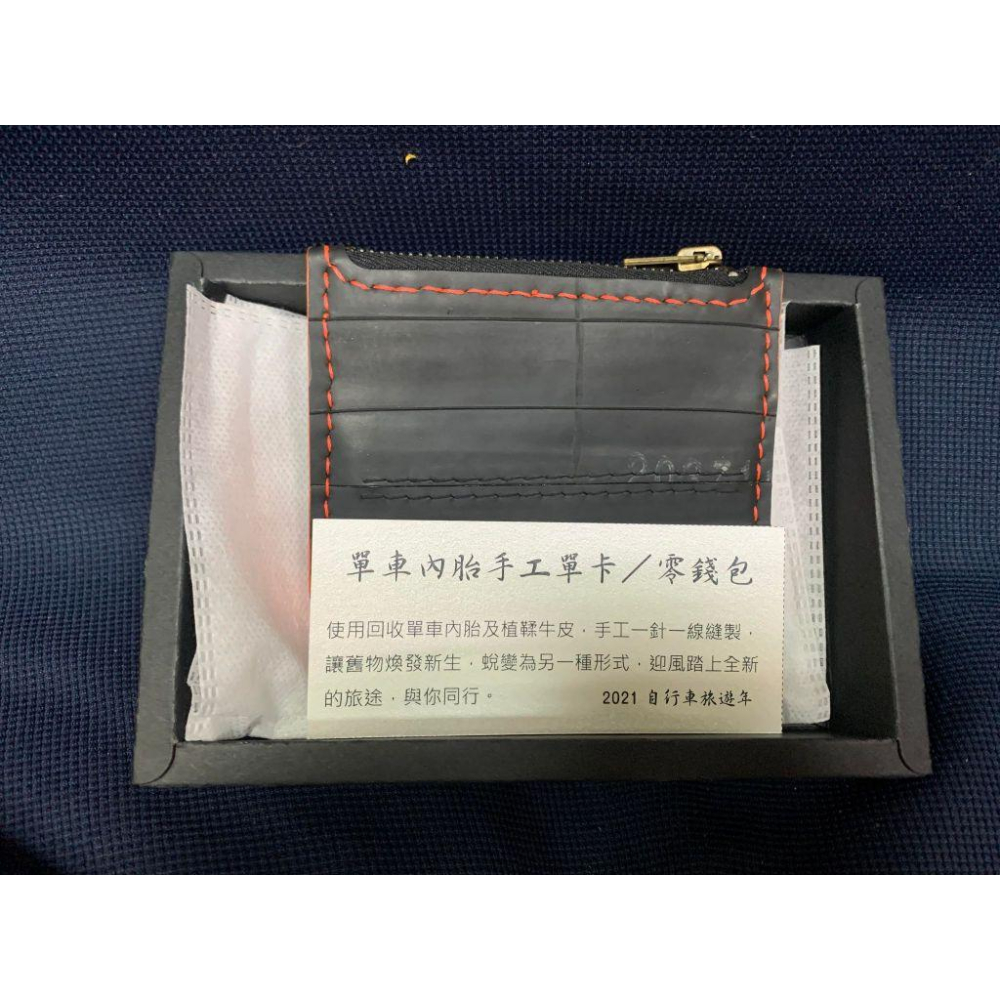 單車內胎手工單卡／零錢包
使用回收單車內胎及植鞣牛皮，手工一針一線縫製，
讓舊物煥發新生，蛻變為另一種形式，迎風踏上全新
的旅途，與你同行。
2021 自行車旅遊年